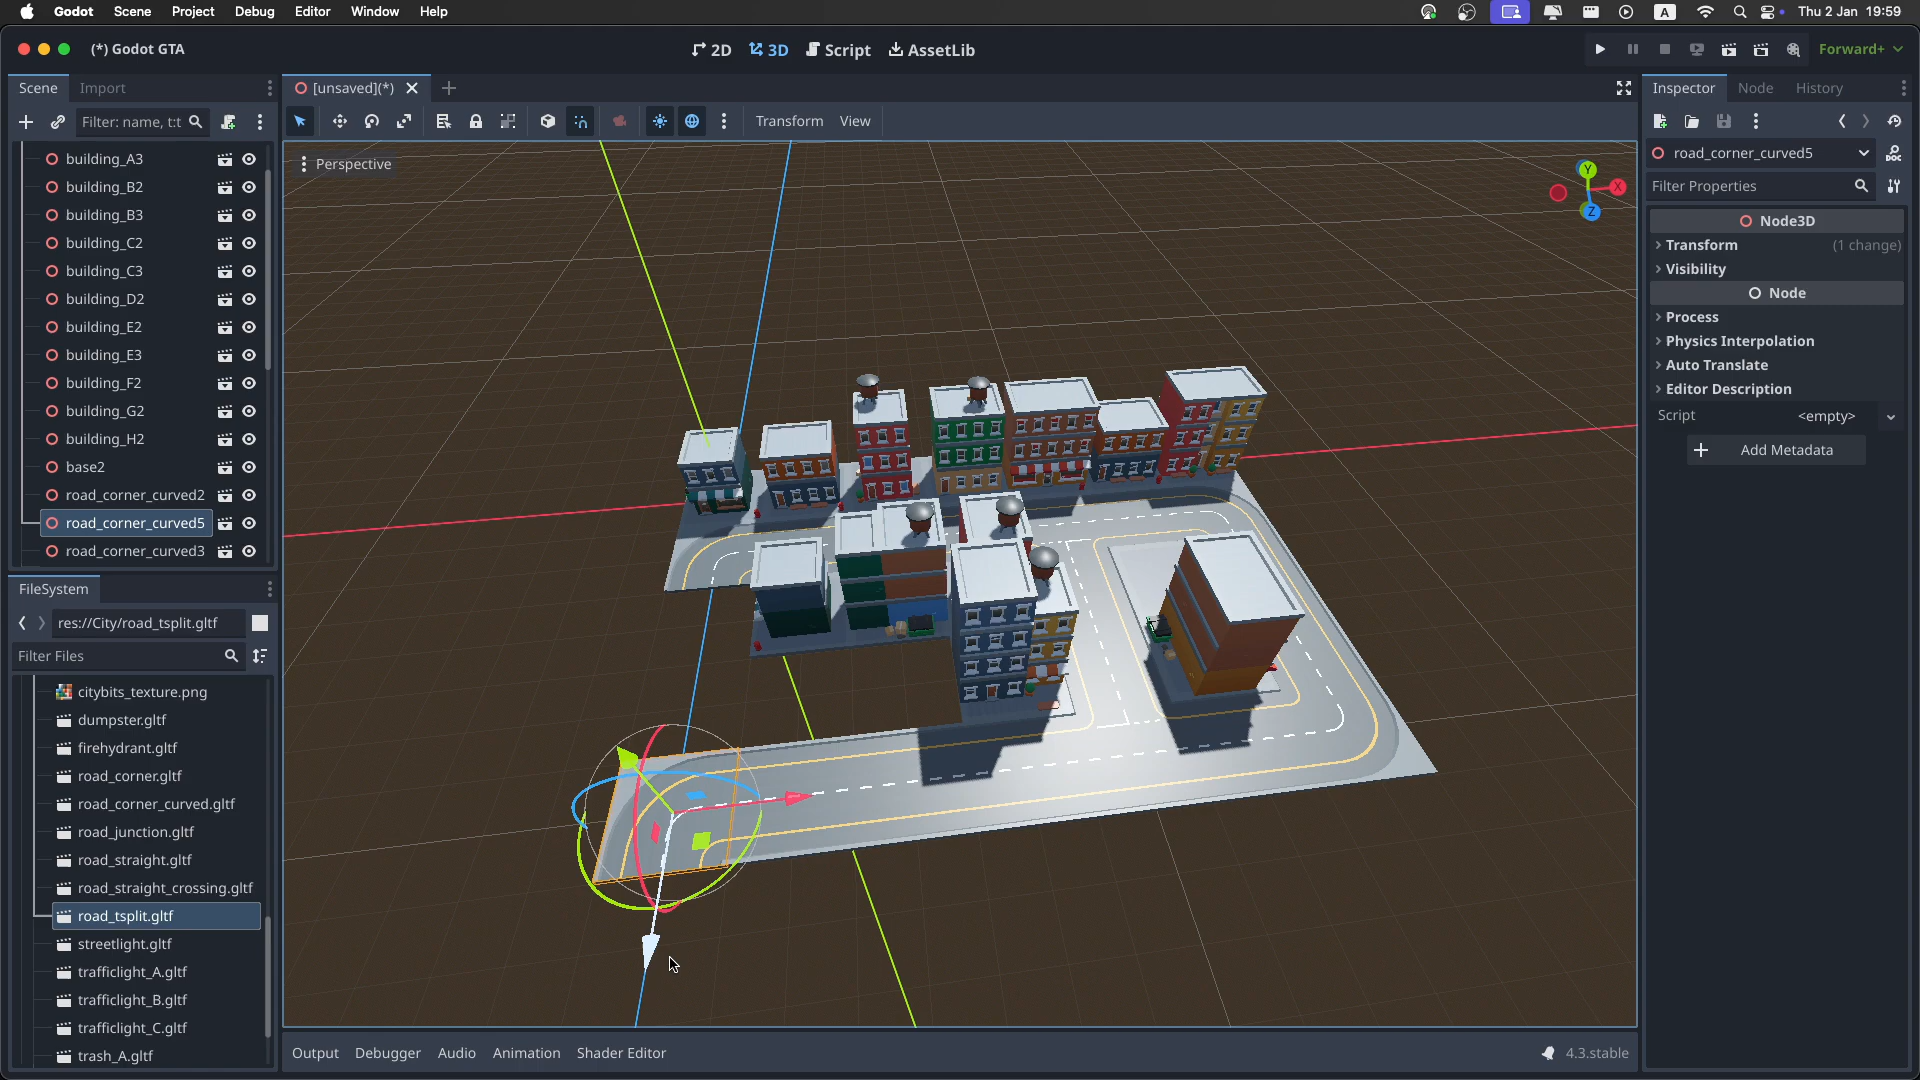 Godot Scene Project Debug Editor Window Help
A Thu 2 Jan 19:59
(*) Godot GTA
2D 3D Script AssetLib
Forward+
Scene Import
[unsaved](*)
Inspector Node History
Filter: name, t:t
Transform View
building_A3
building_B2
building_B3
building_C2
building_C3
building_D2
building_E2
building_E3
building_F2
building_G2
building_H2
base2
road_corner_curved2
road_corner_curved5
road_corner_curved3
FileSystem
res://City/road_tsplit.gltf
Filter Files
citybits_texture.png
dumpster.gltf
firehydrant.gltf
road_corner.gltf
road_corner_curved.gltf
road_junction.gltf
road_straight.gltf
road_straight_crossing.gltf
road_tsplit.gltf
streetlight.gltf
trafficlight_A.gltf
trafficlight_B.gltf
trafficlight_C.gltf
trash_A.gltf
Perspective
Y
X
Z
Output Debugger Audio Animation Shader Editor
4.3.stable
road_corner_curved5
DOC
Filter Properties
Node3D
Transform (1 change)
Visibility
Node
Process
Physics Interpolation
Auto Translate
Editor Description
Script <empty>
Add Metadata